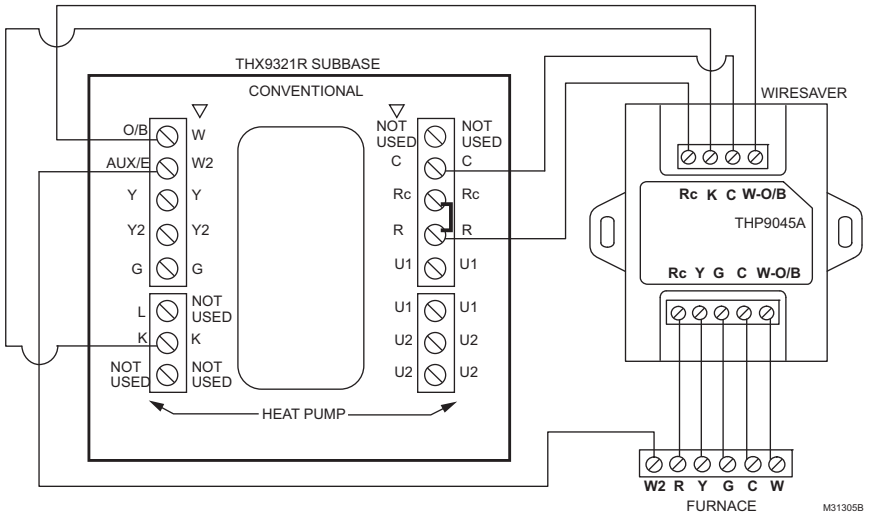 THX9321R SUBBASE
CONVENTIONAL
WIRESAVER
O/B W
AUX/E W2
Y Y
Y2 Y2
G G
L NOT USED
K K
NOT USED NOT USED
NOT USED NOT USED
C C
Rc Rc
R R
U1 U1
U1 U1
U2 U2
U2 U2
HEAT PUMP
Rc K C W-O/B
THP9045A
Rc Y G C W-O/B
W2 R Y G C W
FURNACE
M31305B